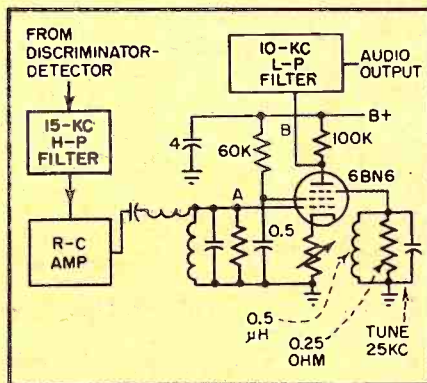 FROM
DISCRIMINATOR-
DETECTOR
15-KC
H-P
FILTER
R-C
AMP
10-KC
L-P
FILTER
AUDIO
OUTPUT
B
B+
4
60K
100K
6BN6
A
0.5
0.5
µH
0.25
OHM
TUNE
25KC